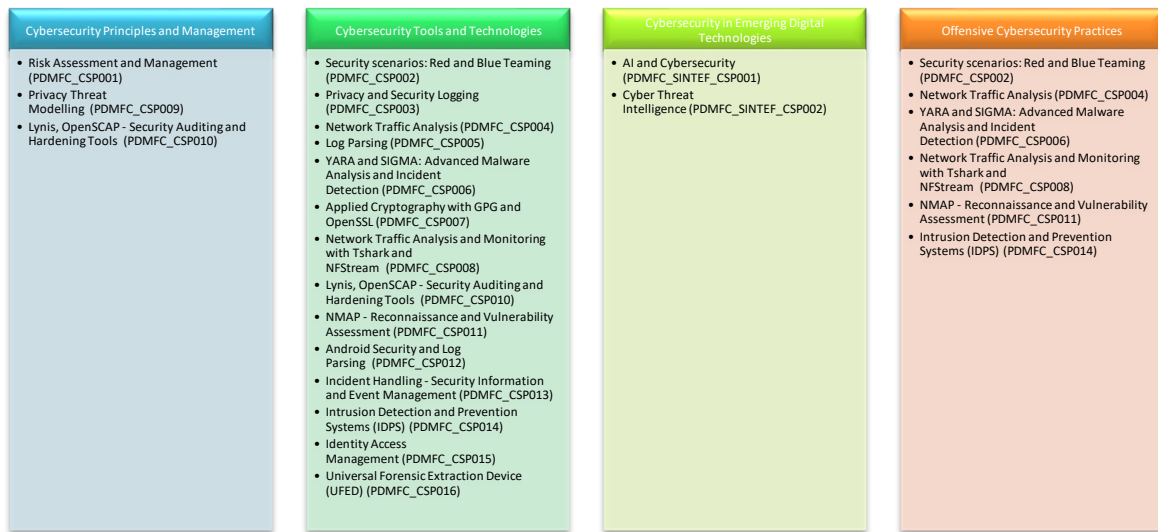 Cybersecurity Principles and Management
• Risk Assessment and Management
(PDMFC_CSP001)
• Privacy Threat
Modelling (PDMFC_CSP009)
• Lynis, OpenSCAP - Security Auditing and
Hardening Tools (PDMFC_CSP010)
Cybersecurity Tools and Technologies
• Security scenarios: Red and Blue Teaming
(PDMFC_CSP002)
• Privacy and Security Logging
(PDMFC_CSP003)
• Network Traffic Analysis (PDMFC_CSP004)
• Log Parsing (PDMFC_CSP005)
• YARA and SIGMA: Advanced Malware
Analysis and Incident
Detection (PDMFC_CSP006)
• Applied Cryptography with GPG and
OpenSSL (PDMFC_CSP007)
• Network Traffic Analysis and Monitoring
with Tshark and
NFStream (PDMFC_CSP008)
• Lynis, OpenSCAP - Security Auditing and
Hardening Tools (PDMFC_CSP010)
• NMAP - Reconnaissance and Vulnerability
Assessment (PDMFC_CSP011)
• Android Security and Log
Parsing (PDMFC_CSP012)
• Incident Handling - Security Information
and Event Management (PDMFC_CSP013)
• Intrusion Detection and Prevention
Systems (IDPS) (PDMFC_CSP014)
• Identity Access
Management (PDMFC_CSP015)
• Universal Forensic Extraction Device
(UFED) (PDMFC_CSP016)
Cybersecurity in Emerging Digital
Technologies
• AI and Cybersecurity
(PDMFC_SINTEF_CSP001)
• Cyber Threat
Intelligence (PDMFC_SINTEF_CSP002)
Offensive Cybersecurity Practices
• Security scenarios: Red and Blue Teaming
(PDMFC_CSP002)
• Network Traffic Analysis (PDMFC_CSP004)
• YARA and SIGMA: Advanced Malware
Analysis and Incident
Detection (PDMFC_CSP006)
• Network Traffic Analysis and Monitoring
with Tshark and
NFStream (PDMFC_CSP008)
• NMAP - Reconnaissance and Vulnerability
Assessment (PDMFC_CSP011)
• Intrusion Detection and Prevention
Systems (IDPS) (PDMFC_CSP014)